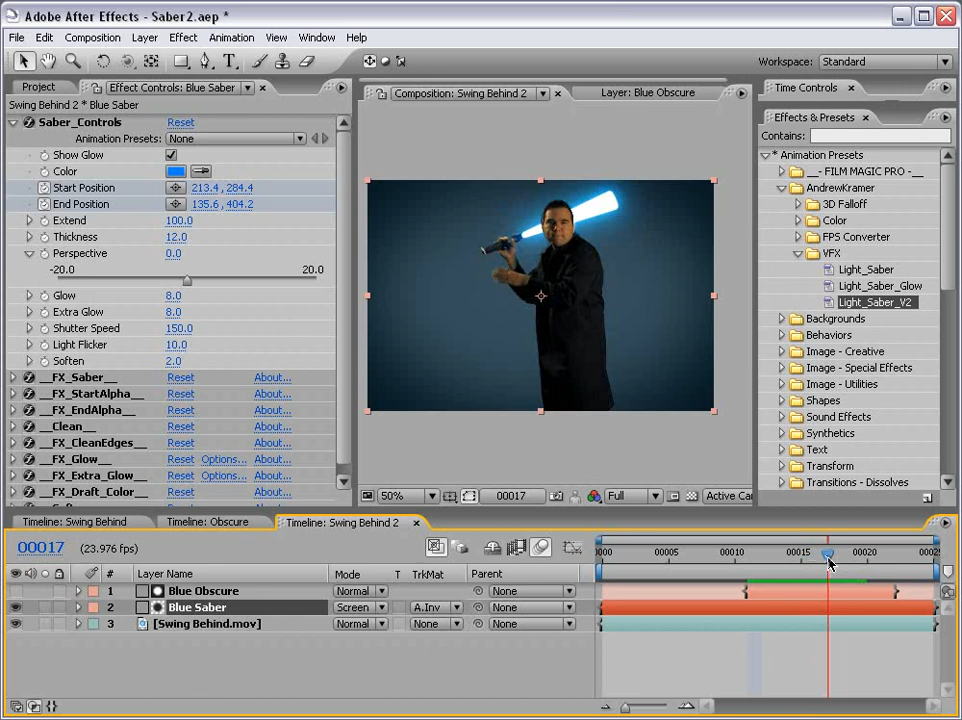 Adobe After Effects - Saber2.aep *
File Edit Composition Layer Effect Animation View Window Help
Workspace: Standard
Project Effect Controls: Blue Saber
Swing Behind 2 * Blue Saber
Saber_Controls Reset
Animation Presets: None
Show Glow
Color
Start Position 213.4 , 284.4
End Position 135.6 , 404.2
Extend 100.0
Thickness 12.0
Perspective 0.0
-20.0 20.0
Glow 8.0
Extra Glow 8.0
Shutter Speed 150.0
Light Flicker 10.0
Soften 2.0
__FX_Saber__ Reset About...
__FX_StartAlpha__ Reset About...
__FX_EndAlpha__ Reset About...
__Clean__ Reset About...
__FX_CleanEdges__ Reset About...
__FX_Glow__ Reset Options... About...
__FX_Extra_Glow__ Reset Options... About...
__FX_Draft_Color__ Reset About...
Composition: Swing Behind 2 Layer: Blue Obscure
50% 00017 Full Active Car
Time Controls
Effects & Presets
Contains:
* Animation Presets
__- FILM MAGIC PRO -__
AndrewKramer
3D Falloff
Color
FPS Converter
VFX
Light_Saber
Light_Saber_Glow
Light_Saber_V2
Backgrounds
Behaviors
Image - Creative
Image - Special Effects
Image - Utilities
Shapes
Sound Effects
Synthetics
Text
Transform
Transitions - Dissolves
Timeline: Swing Behind Timeline: Obscure Timeline: Swing Behind 2
00017 (23.976 fps)
0000 00005 00010 00015 00020 0002
# Layer Name Mode T TrkMat Parent
1 Blue Obscure Normal None
2 Blue Saber Screen A.Inv None
3 [Swing Behind.mov] Normal None None